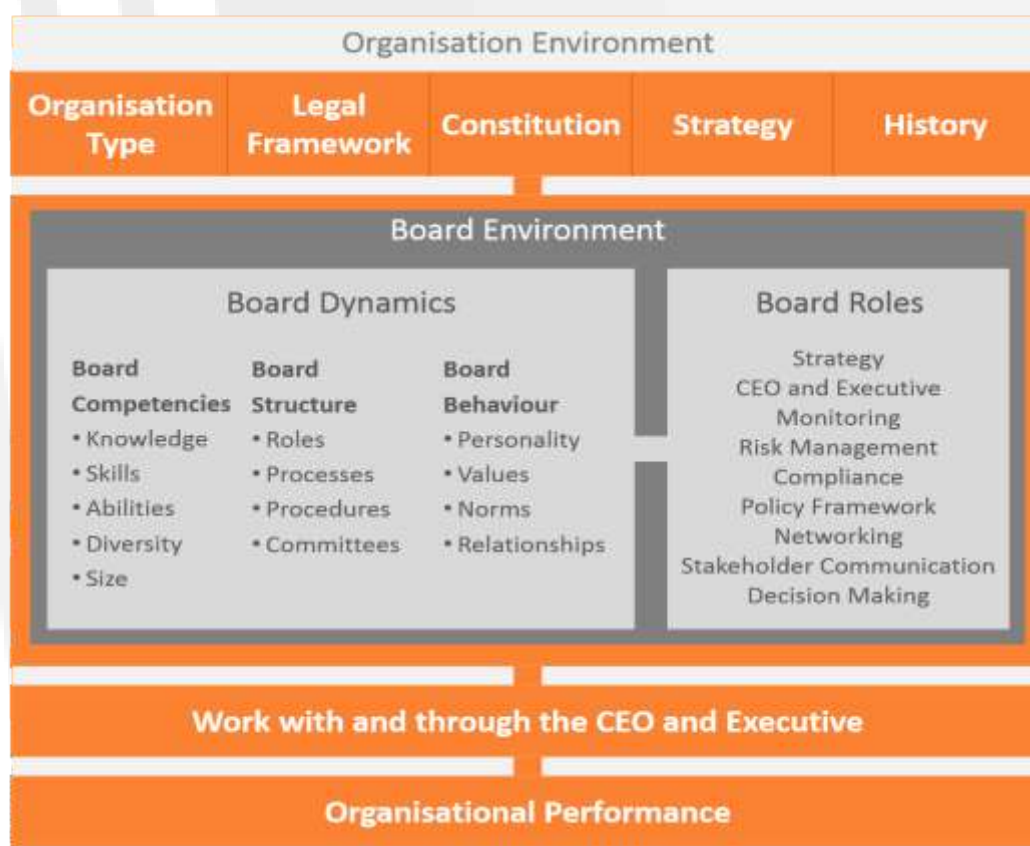 Organisation Environment
Organisation
Type
Legal
Framework
Constitution
Strategy
History
Board Environment
Board Dynamics
Board
Competencies
• Knowledge
• Skills
• Abilities
• Diversity
• Size
Board
Structure
• Roles
• Processes
• Procedures
• Committees
Board
Behaviour
• Personality
• Values
• Norms
• Relationships
Board Roles
Strategy
CEO and Executive
Monitoring
Risk Management
Compliance
Policy Framework
Networking
Stakeholder Communication
Decision Making
Work with and through the CEO and Executive
Organisational Performance